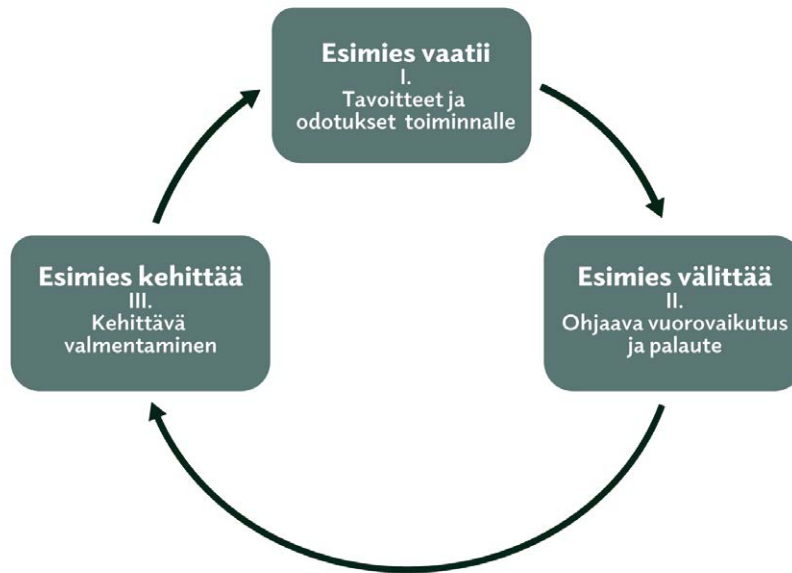 Esimies vaatii
I.
Tavoitteet ja
odotukset toiminnalle
Esimies välittää
II.
Ohjaava vuorovaikutus
ja palaute
Esimies kehittää
III.
Kehittävä
valmentaminen